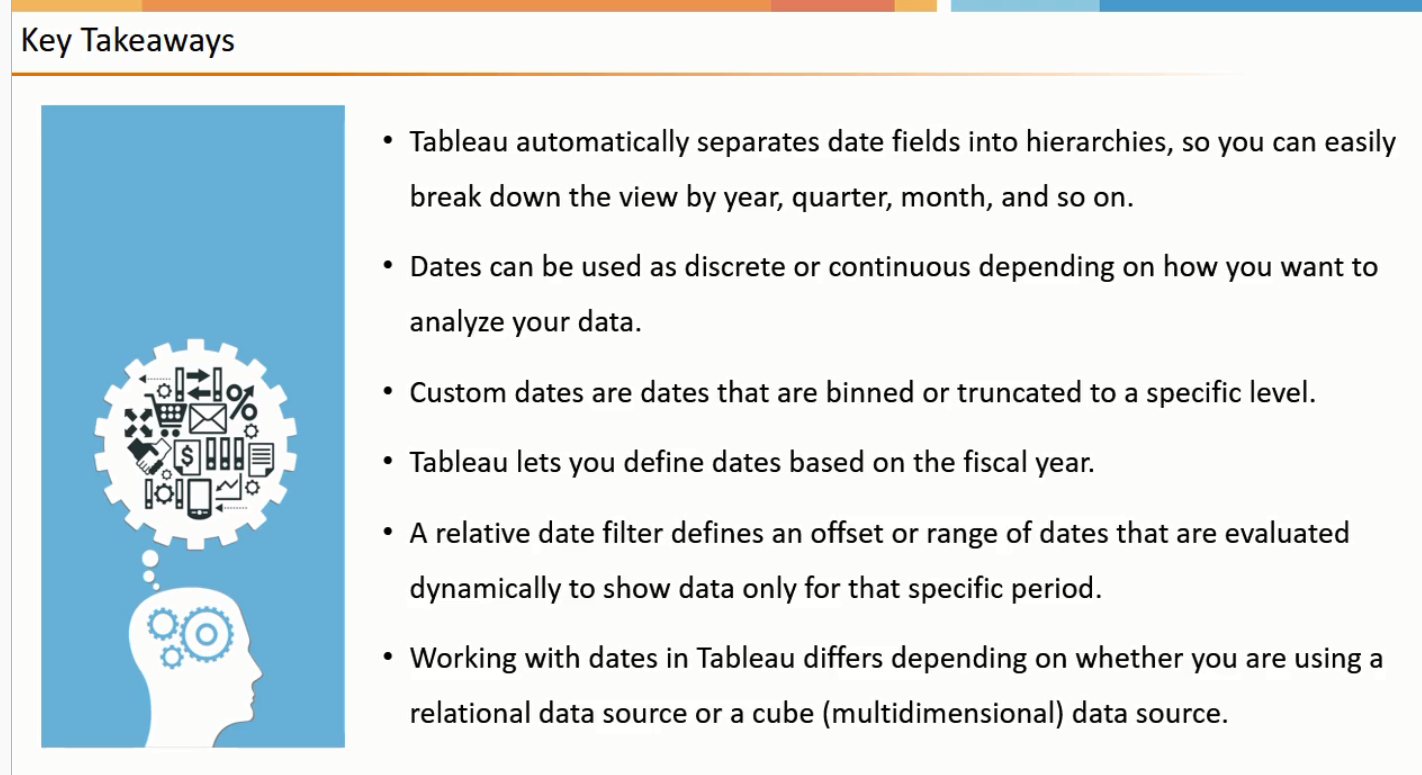 Key Takeaways
• Tableau automatically separates date fields into hierarchies, so you can easily
break down the view by year, quarter, month, and so on.
• Dates can be used as discrete or continuous depending on how you want to
analyze your data.
• Custom dates are dates that are binned or truncated to a specific level.
• Tableau lets you define dates based on the fiscal year.
• A relative date filter defines an offset or range of dates that are evaluated
dynamically to show data only for that specific period.
• Working with dates in Tableau differs depending on whether you are using a
relational data source or a cube (multidimensional) data source.